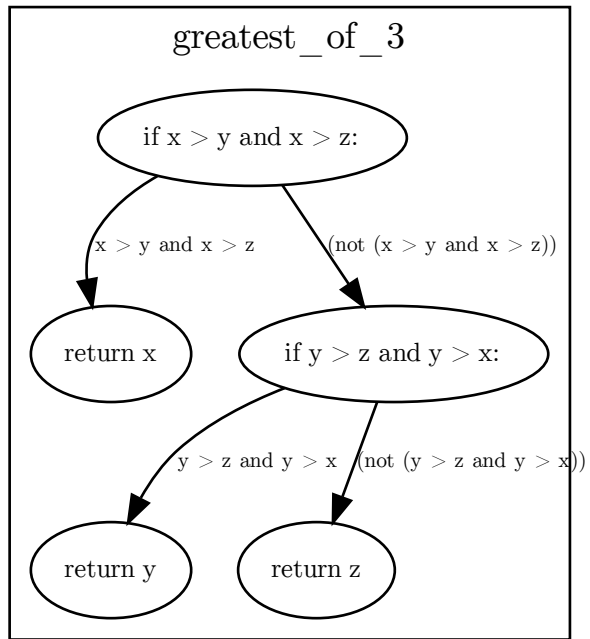 greatest_of_3
if x > y and x > z:
x > y and x > z
(not (x > y and x > z))
return x
if y > z and y > x:
y > z and y > x
(not (y > z and y > x))
return y
return z